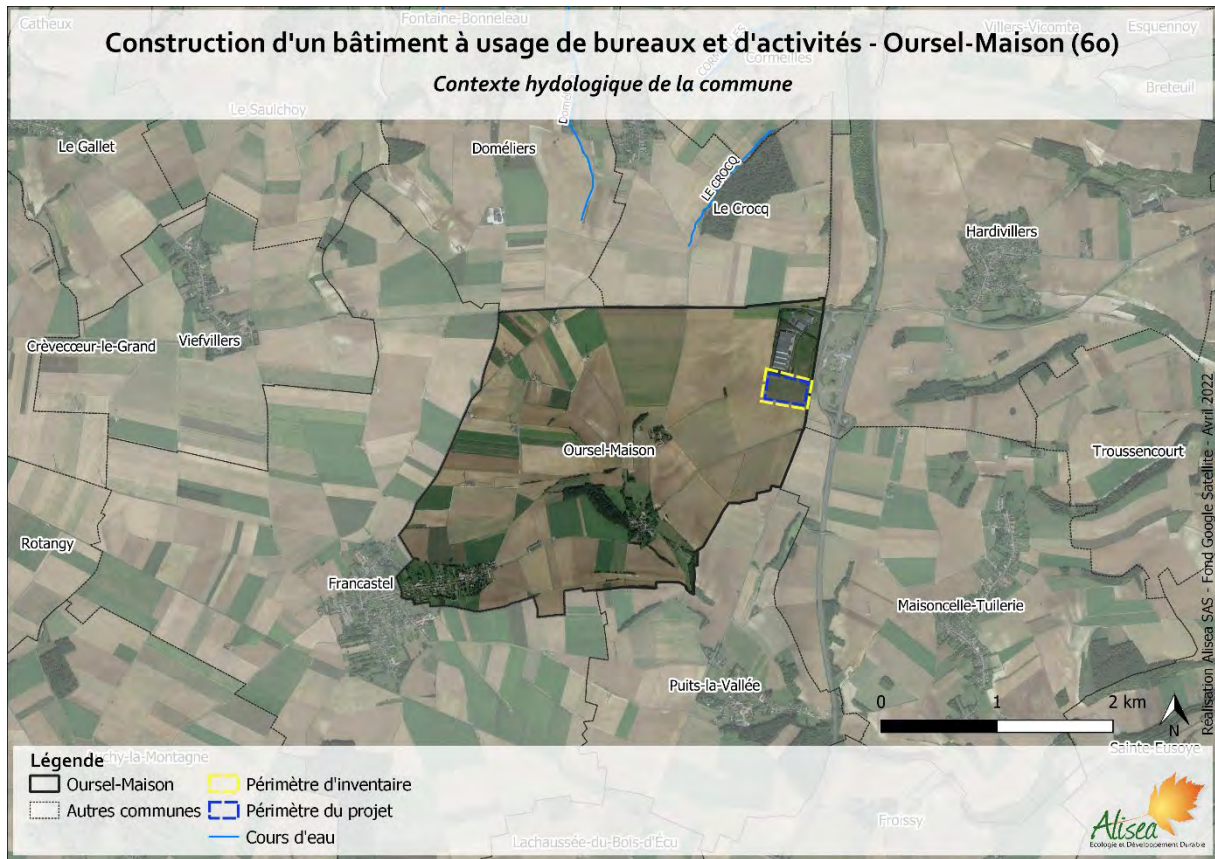 Catheux
Fontaine-Bonneleau
Villers-Vicomte
Esquennoy
Construction d'un bâtiment à usage de bureaux et d'activités - Oursel-Maison (60)
Cormeilles
Contexte hydologique de la commune
Breteuil
Le Saulchoy
Le Gallet
Doméliers
LE CROCQ
Le Crocq
Hardivillers
Crèvecœur-le-Grand
Viefvillers
Oursel-Maison
Troussencourt
Rotangy
Francastel
Maisoncelle-Tuilerie
Puits-la-Vallée
0 1 2 km
N
Sainte-Eusoye
Réalisation Alisea SAS - Fond Google Satellite - Avril 2022
Légende
Oursel-Maison
Autres communes
Périmètre d'inventaire
Périmètre du projet
Cours d'eau
Lachaussée-du-Bois-d'Écu
Froissy
Alisea
Ecologie et Développement Durable